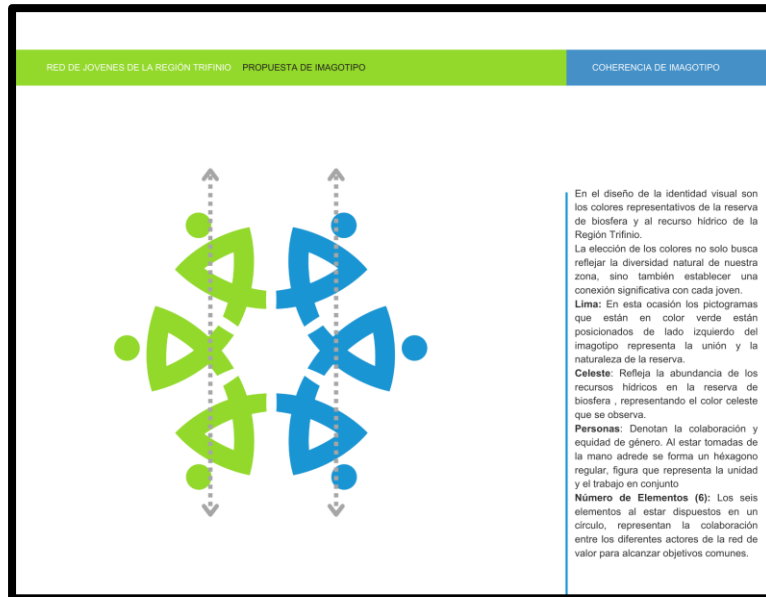 RED DE JOVENES DE LA REGIÓN TRIFINIO PROPUESTA DE IMAGOTIPO
COHERENCIA DE IMAGOTIPO
En el diseño de la identidad visual son
los colores representativos de la reserva
de biosfera y al recurso hídrico de la
Región Trifinio.
La elección de los colores no solo busca
reflejar la diversidad natural de nuestra
zona, sino también establecer una
conexión significativa con cada joven.
Lima: En esta ocasión los pictogramas
que están en color verde están
posicionados de lado izquierdo del
imagotipo representa la unión y la
naturaleza de la reserva.
Celeste: Refleja la abundancia de los
recursos hídricos en la reserva de
biosfera , representando el color celeste
que se observa.
Personas: Denotan la colaboración y
equidad de género. Al estar tomadas de
la mano adrede se forma un héxagono
regular, figura que representa la unidad
y el trabajo en conjunto
Número de Elementos (6): Los seis
elementos al estar dispuestos en un
círculo, representan la colaboración
entre los diferentes actores de la red de
valor para alcanzar objetivos comunes.